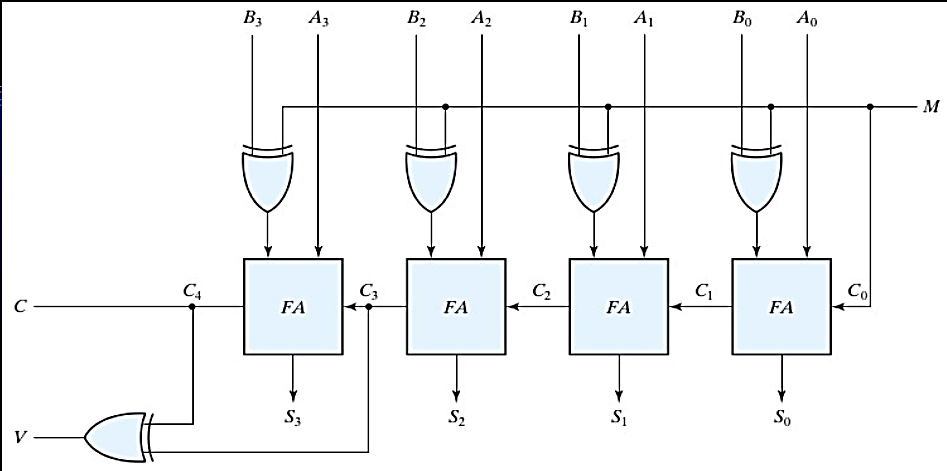 B₃ A₃ B₂ A₂ B₁ A₁ B₀ A₀
M
C C₄ FA C₃ FA C₂ FA C₁ FA C₀
S₃ S₂ S₁ S₀
V